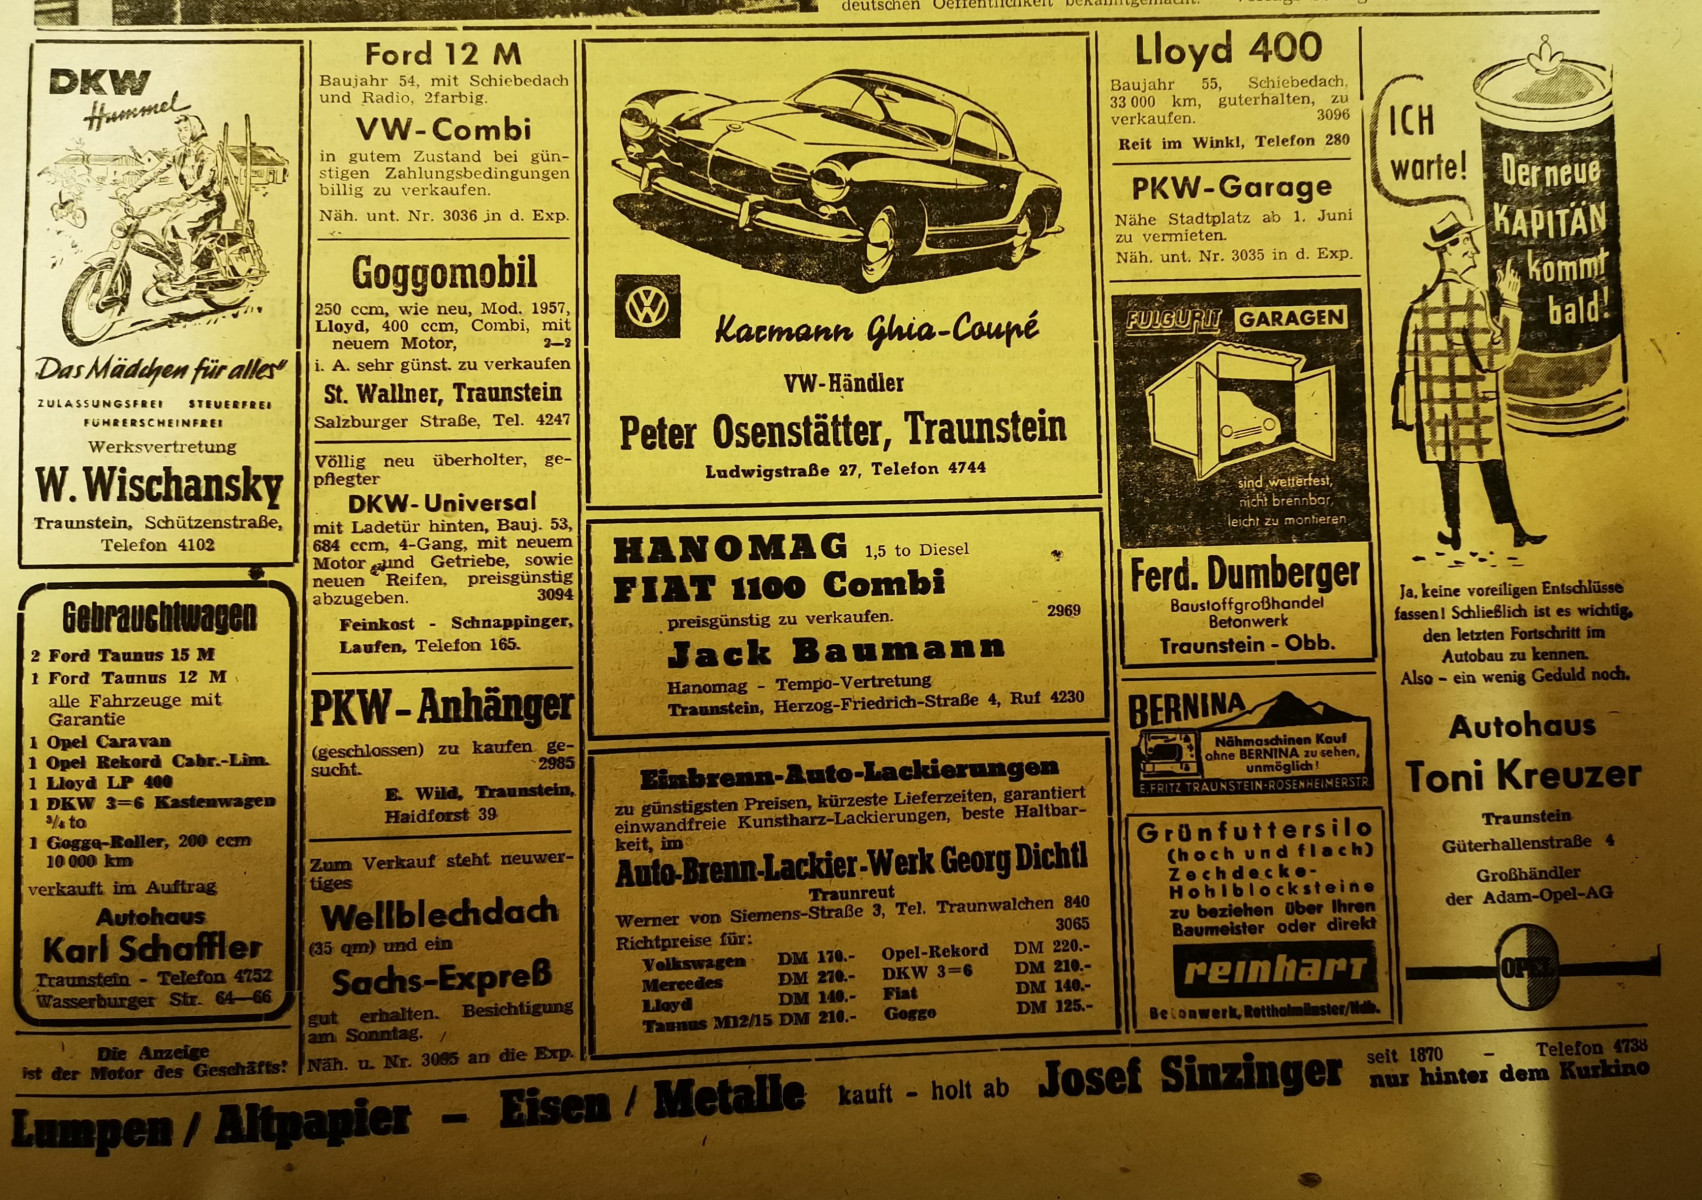 deutschen Oeffentlichkeit bekanntgemacht.
DKW
Hummel
„Das Mädchen für alles"
ZULASSUNGSFREI STEUERFREI
FÜHRERSCHEINFREI
Werksvertretung
W. Wischansky
Traunstein, Schützenstraße,
Telefon 4102
Gebrauchtwagen
2 Ford Taunus 15 M
1 Ford Taunus 12 M
alle Fahrzeuge mit
Garantie
1 Opel Caravan
1 Opel Rekord Cabr.-Lim.
1 Lloyd LP 400
1 DKW 3=6 Kastenwagen
¾ to
1 Goggo-Roller, 200 ccm
10 000 km
verkauft im Auftrag
Autohaus
Karl Schaffler
Traunstein - Telefon 4752
Wasserburger Str. 64—66
Die Anzeige
ist der Motor des Geschäfts!
Ford 12 M
Baujahr 54, mit Schiebedach
und Radio, 2farbig.
VW-Combi
in gutem Zustand bei gün-
stigen Zahlungsbedingungen
billig zu verkaufen.
Näh. unt. Nr. 3036 in d. Exp.
Goggomobil
250 ccm, wie neu, Mod. 1957,
Lloyd, 400 ccm, Combi, mit
neuem Motor, 2—2
i. A. sehr günst. zu verkaufen
St. Wallner, Traunstein
Salzburger Straße, Tel. 4247
Völlig neu überholter, ge-
pflegter
DKW-Universal
mit Ladetür hinten, Bauj. 53,
684 ccm, 4-Gang, mit neuem
Motor und Getriebe, sowie
neuen Reifen, preisgünstig
abzugeben. 3094
Feinkost - Schnappinger,
Laufen, Telefon 165.
PKW-Anhänger
(geschlossen) zu kaufen ge-
sucht. 2985
E. Wild, Traunstein,
Haidforst 39
Zum Verkauf steht neuwer-
tiges
Wellblechdach
(35 qm) und ein
Sachs-Expreß
gut erhalten. Besichtigung
am Sonntag.
Näh. u. Nr. 3095 an die Exp.
VW
Karmann Ghia-Coupé
VW-Händler
Peter Osenstätter, Traunstein
Ludwigstraße 27, Telefon 4744
HANOMAG 1,5 to Diesel
FIAT 1100 Combi
preisgünstig zu verkaufen. 2969
Jack Baumann
Hanomag - Tempo-Vertretung
Traunstein, Herzog-Friedrich-Straße 4, Ruf 4230
Einbrenn-Auto-Lackierungen
zu günstigsten Preisen, kürzeste Lieferzeiten, garantiert
einwandfreie Kunstharz-Lackierungen, beste Haltbar-
keit, im
Auto-Brenn-Lackier-Werk Georg Dichtl
Traunreut
Werner von Siemens-Straße 3, Tel. Traunwalchen 840
3065
Richtpreise für:
Volkswagen DM 170.- Opel-Rekord DM 220.-
Mercedes DM 270.- DKW 3=6 DM 210.-
Lloyd DM 140.- Fiat DM 140.-
Taunus M12/15 DM 210.- Goggo DM 125.-
Lloyd 400
Baujahr 55, Schiebedach,
33 000 km, guterhalten, zu
verkaufen. 3096
Reit im Winkl, Telefon 280
PKW-Garage
Nähe Stadtplatz ab 1. Juni
zu vermieten.
Näh. unt. Nr. 3035 in d. Exp.
FULGURIT GARAGEN
sind wetterfest,
nicht brennbar,
leicht zu montieren
Ferd. Dumberger
Baustoffgroßhandel
Betonwerk
Traunstein - Obb.
BERNINA
Nähmaschinen Kauf
ohne BERNINA zu sehen,
unmöglich!
E. FRITZ TRAUNSTEIN-ROSENHEIMERSTR.
Grünfuttersilo
(hoch und flach)
Zechdecke-
Hohlblocksteine
zu beziehen über Ihren
Baumeister oder direkt
reinhart
Betonwerk, Rotthalmünster/Ndb.
ICH
warte!
Der neue
KAPITÄN
kommt
bald!
Ja, keine voreiligen Entschlüsse
fassen! Schließlich ist es wichtig,
den letzten Fortschritt im
Autobau zu kennen.
Also - ein wenig Geduld noch.
Autohaus
Toni Kreuzer
Traunstein
Güterhallenstraße 4
Großhändler
der Adam-Opel-AG
OPEL
Lumpen / Altpapier - Eisen / Metalle kauft - holt ab Josef Sinzinger seit 1870 - Telefon 4738
nur hinter dem Kurkino